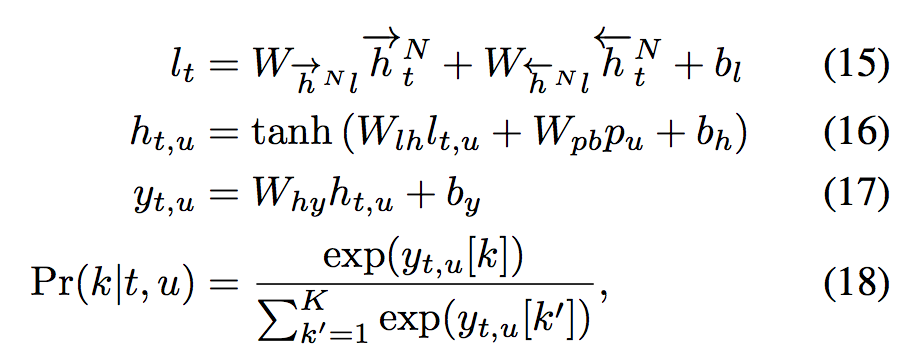 l_t = W_{\overrightarrow{h}^N l} \overrightarrow{h}_t^N + W_{\overleftarrow{h}^N l} \overleftarrow{h}_t^N + b_l (15)
h_{t,u} = tanh (W_{lh} l_{t,u} + W_{pb} p_u + b_h) (16)
y_{t,u} = W_{hy} h_{t,u} + b_y (17)
Pr(k|t, u) = \frac{exp(y_{t,u}[k])}{\sum_{k'=1}^{K} exp(y_{t,u}[k'])}, (18)